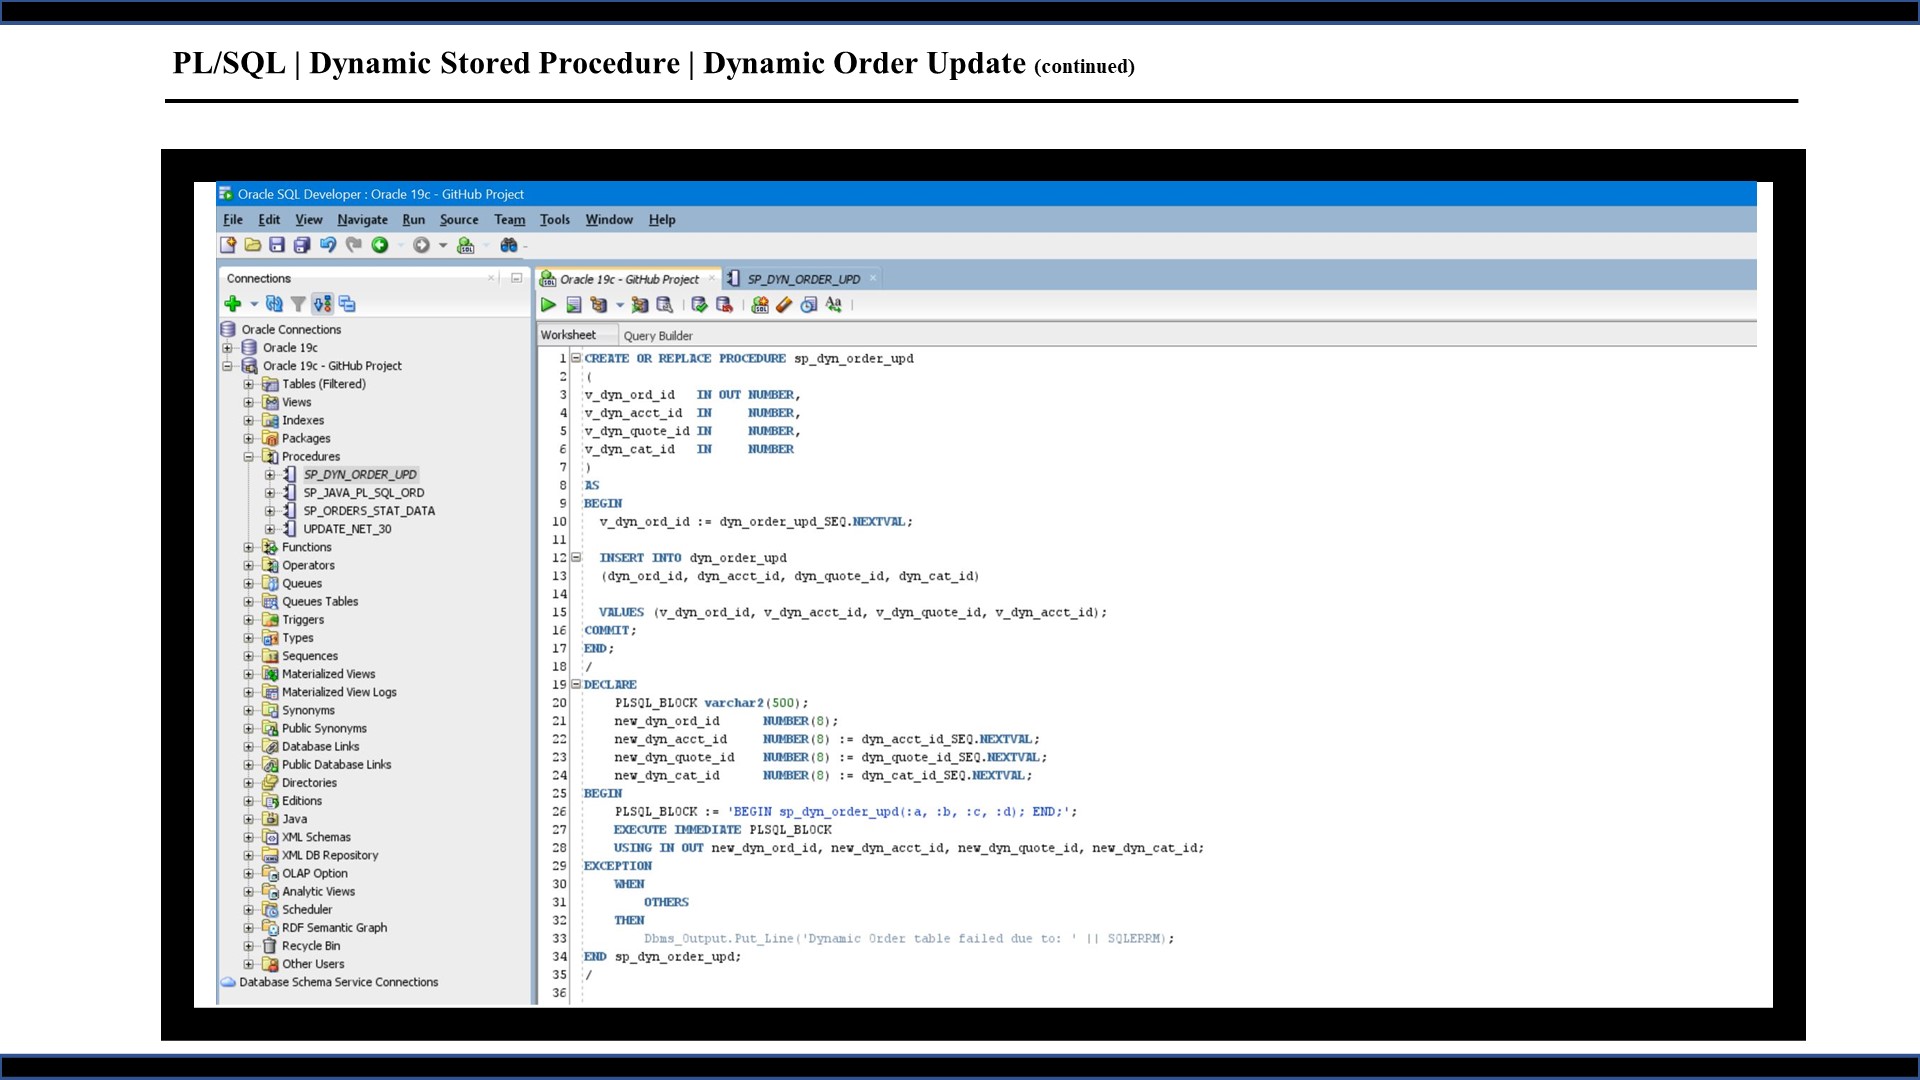 PL/SQL | Dynamic Stored Procedure | Dynamic Order Update (continued)
Oracle SQL Developer : Oracle 19c - GitHub Project
File Edit View Navigate Run Source Team Tools Window Help
Connections
Oracle Connections
Oracle 19c
Oracle 19c - GitHub Project
Tables (Filtered)
Views
Indexes
Packages
Procedures
SP_DYN_ORDER_UPD
SP_JAVA_PL_SQL_ORD
SP_ORDERS_STAT_DATA
UPDATE_NET_30
Functions
Operators
Queues
Queues Tables
Triggers
Types
Sequences
Materialized Views
Materialized View Logs
Synonyms
Public Synonyms
Database Links
Public Database Links
Directories
Editions
Java
XML Schemas
XML DB Repository
OLAP Option
Analytic Views
Scheduler
RDF Semantic Graph
Recycle Bin
Other Users
Database Schema Service Connections
Oracle 19c - GitHub Project SP_DYN_ORDER_UPD
Worksheet Query Builder
1 CREATE OR REPLACE PROCEDURE sp_dyn_order_upd
2 (
3 v_dyn_ord_id IN OUT NUMBER,
4 v_dyn_acct_id IN NUMBER,
5 v_dyn_quote_id IN NUMBER,
6 v_dyn_cat_id IN NUMBER
7 )
8 AS
9 BEGIN
10 v_dyn_ord_id := dyn_order_upd_SEQ.NEXTVAL;
11
12 INSERT INTO dyn_order_upd
13 (dyn_ord_id, dyn_acct_id, dyn_quote_id, dyn_cat_id)
14
15 VALUES (v_dyn_ord_id, v_dyn_acct_id, v_dyn_quote_id, v_dyn_acct_id);
16 COMMIT;
17 END;
18 /
19 DECLARE
20 PLSQL_BLOCK varchar2(500);
21 new_dyn_ord_id NUMBER(8);
22 new_dyn_acct_id NUMBER(8) := dyn_acct_id_SEQ.NEXTVAL;
23 new_dyn_quote_id NUMBER(8) := dyn_quote_id_SEQ.NEXTVAL;
24 new_dyn_cat_id NUMBER(8) := dyn_cat_id_SEQ.NEXTVAL;
25 BEGIN
26 PLSQL_BLOCK := 'BEGIN sp_dyn_order_upd(:a, :b, :c, :d); END;';
27 EXECUTE IMMEDIATE PLSQL_BLOCK
28 USING IN OUT new_dyn_ord_id, new_dyn_acct_id, new_dyn_quote_id, new_dyn_cat_id;
29 EXCEPTION
30 WHEN
31 OTHERS
32 THEN
33 Dbms_Output.Put_Line('Dynamic Order table failed due to: ' || SQLERRM);
34 END sp_dyn_order_upd;
35 /
36